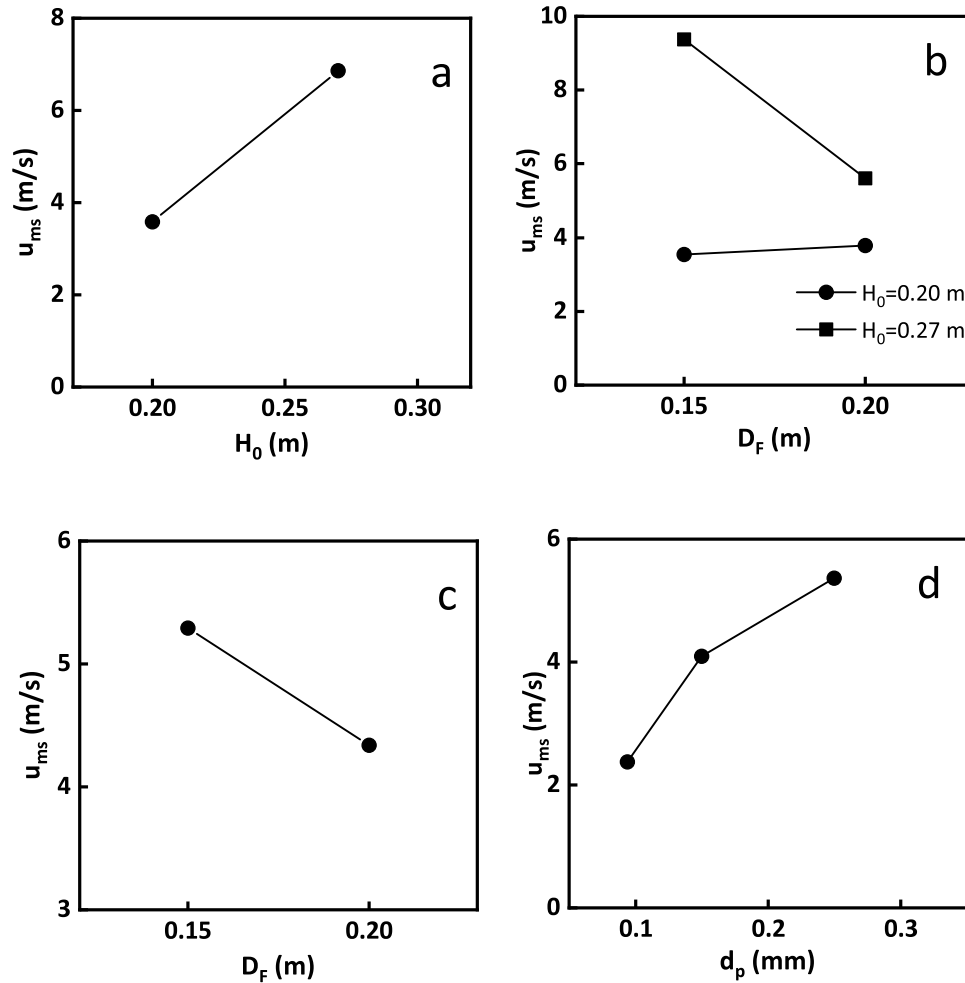 a
8
6
4
2
0
u_ms (m/s)
0.20 0.25 0.30
H_0 (m)
b
10
8
6
4
2
0
u_ms (m/s)
H_0=0.20 m
H_0=0.27 m
0.15 0.20
D_F (m)
c
6
5
4
3
u_ms (m/s)
0.15 0.20
D_F (m)
d
6
4
2
0
u_ms (m/s)
0.1 0.2 0.3
d_p (mm)